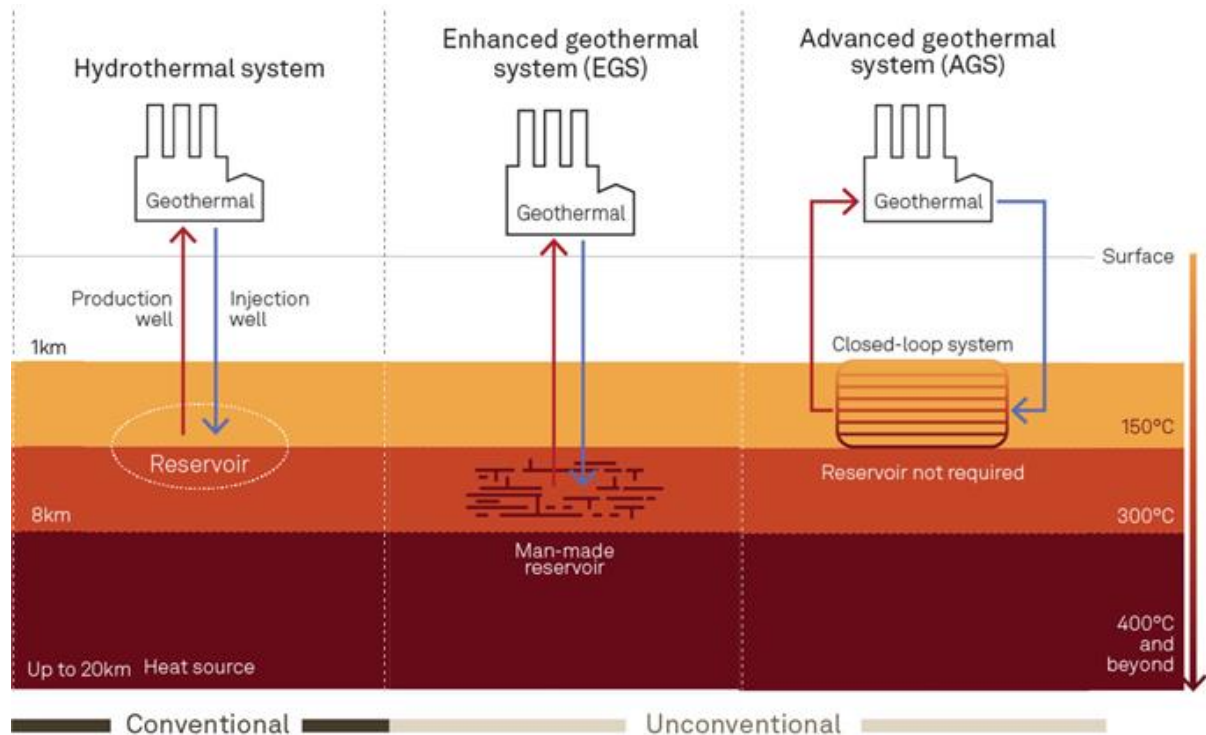 Hydrothermal system
Enhanced geothermal
system (EGS)
Advanced geothermal
system (AGS)
Geothermal
Geothermal
Geothermal
Surface
Production
well
Injection
well
1km
Closed-loop system
150°C
Reservoir
Reservoir not required
8km
300°C
Man-made
reservoir
400°C
and
beyond
Up to 20km
Heat source
Conventional
Unconventional